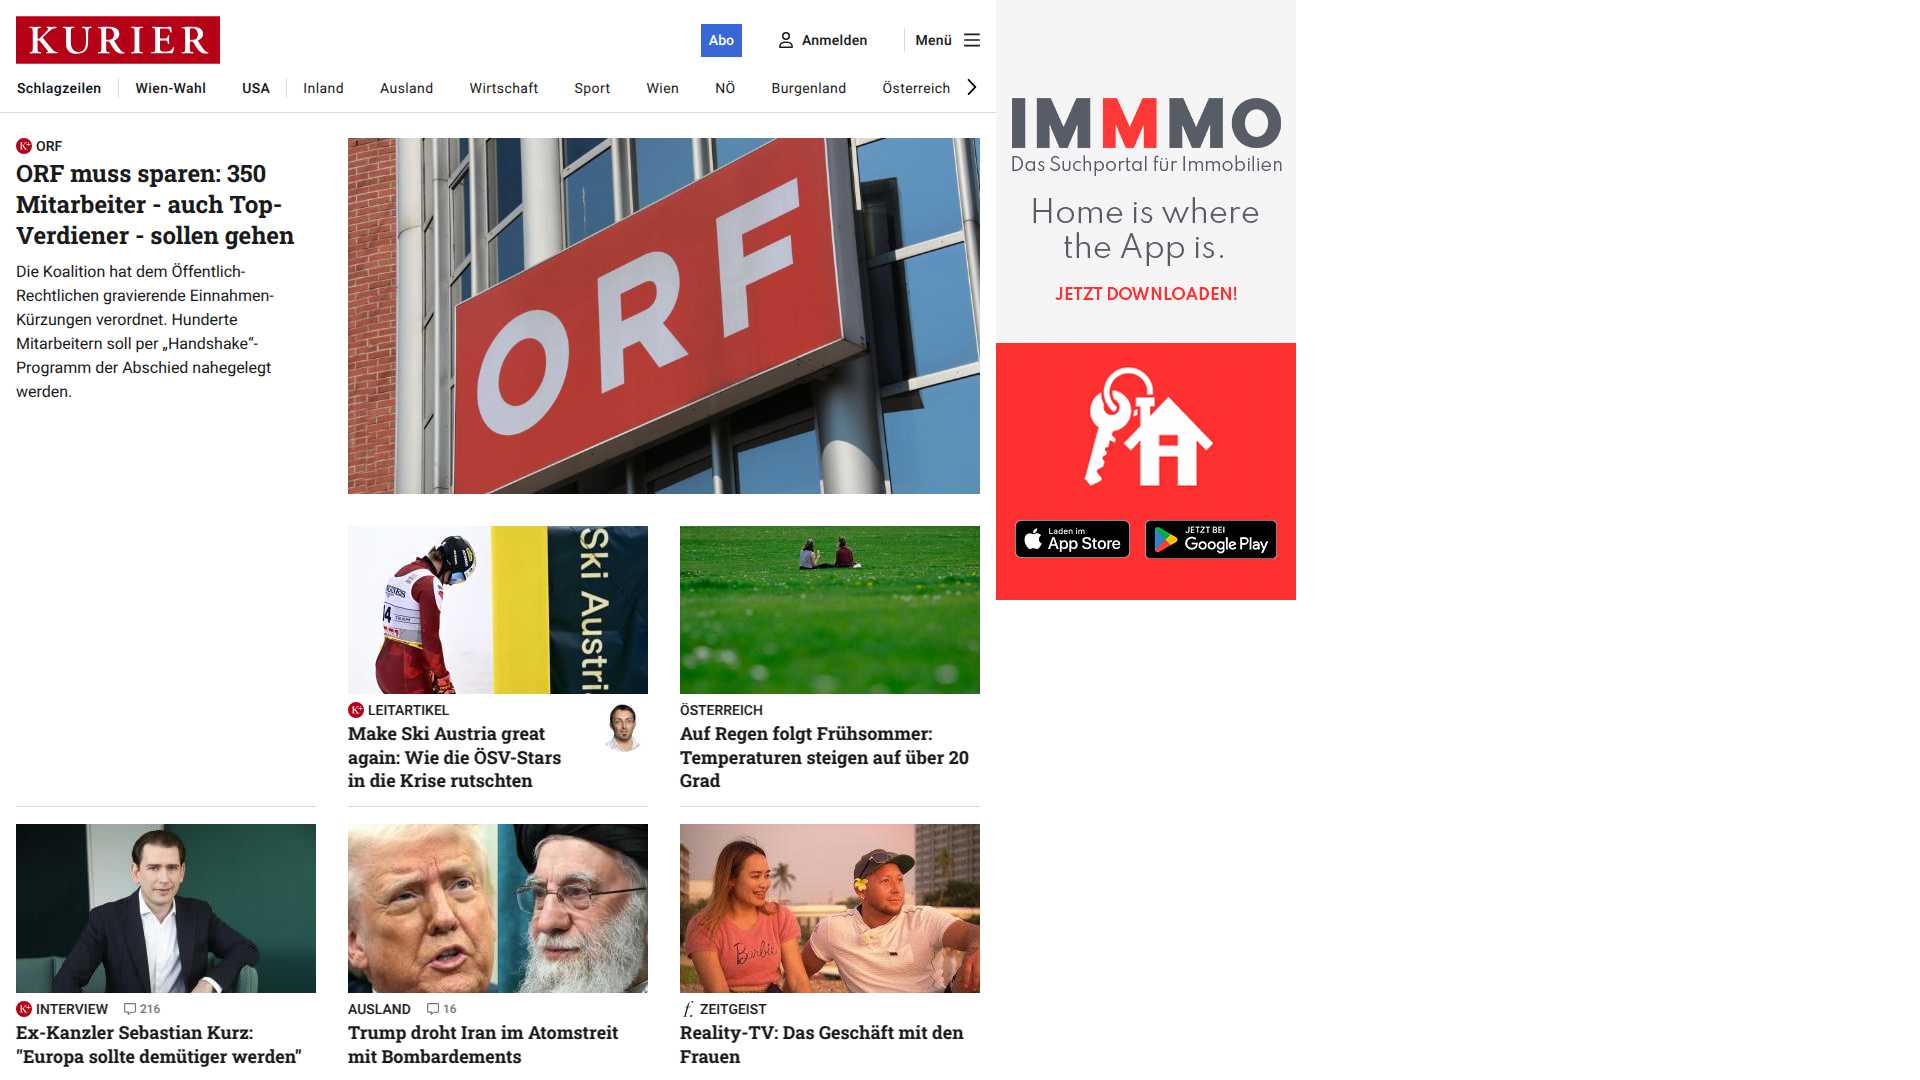 KURIER
Abo
Anmelden
Menü
Schlagzeilen
Wien-Wahl
USA
Inland
Ausland
Wirtschaft
Sport
Wien
NÖ
Burgenland
Österreich
K+ ORF
ORF muss sparen: 350
Mitarbeiter - auch Top-
Verdiener - sollen gehen
Die Koalition hat dem Öffentlich-
Rechtlichen gravierende Einnahmen-
Kürzungen verordnet. Hunderte
Mitarbeitern soll per „Handshake“-
Programm der Abschied nahegelegt
werden.
ORF
Ski Austri
K+ LEITARTIKEL
Make Ski Austria great
again: Wie die ÖSV-Stars
in die Krise rutschten
ÖSTERREICH
Auf Regen folgt Frühsommer:
Temperaturen steigen auf über 20
Grad
K+ INTERVIEW 216
Ex-Kanzler Sebastian Kurz:
"Europa sollte demütiger werden"
AUSLAND 16
Trump droht Iran im Atomstreit
mit Bombardements
Barbie
f. ZEITGEIST
Reality-TV: Das Geschäft mit den
Frauen
IMMMO
Das Suchportal für Immobilien
Home is where
the App is.
JETZT DOWNLOADEN!
Laden im
App Store
JETZT BEI
Google Play